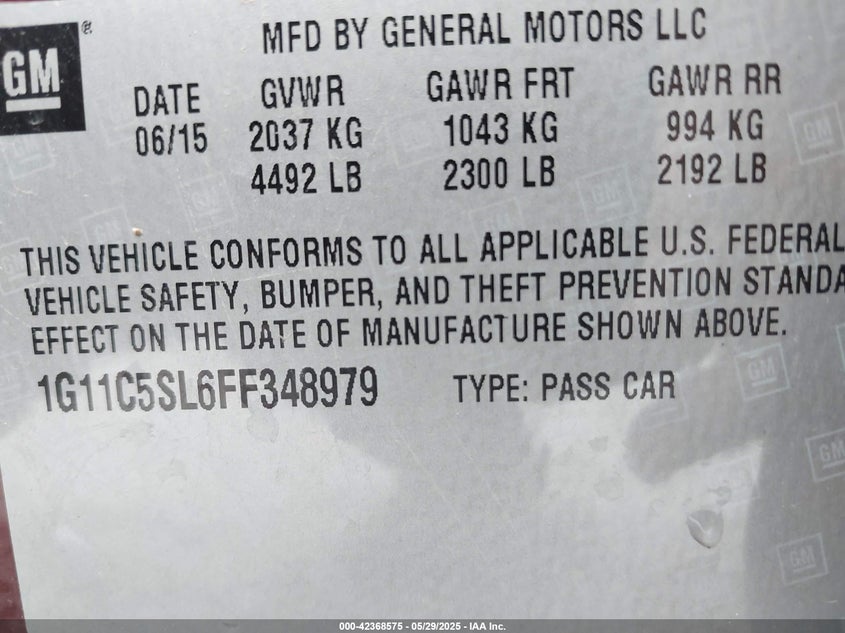 GM
MFD BY GENERAL MOTORS LLC
DATE GVWR GAWR FRT GAWR RR
06/15 2037 KG 1043 KG 994 KG
4492 LB 2300 LB 2192 LB
THIS VEHICLE CONFORMS TO ALL APPLICABLE U.S. FEDERAL
VEHICLE SAFETY, BUMPER, AND THEFT PREVENTION STANDA
EFFECT ON THE DATE OF MANUFACTURE SHOWN ABOVE.
1G11C5SL6FF348979 TYPE: PASS CAR
000-42368575 - 05/29/2025 - IAA Inc.